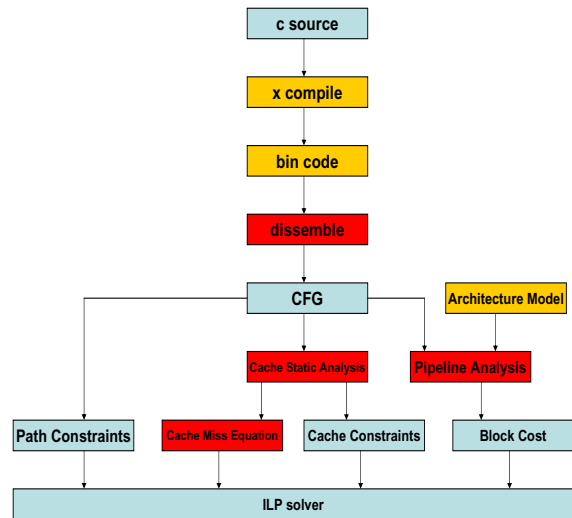 c source
x compile
bin code
dissemble
CFG
Architecture Model
Cache Static Analysis
Pipeline Analysis
Path Constraints
Cache Miss Equation
Cache Constraints
Block Cost
ILP solver